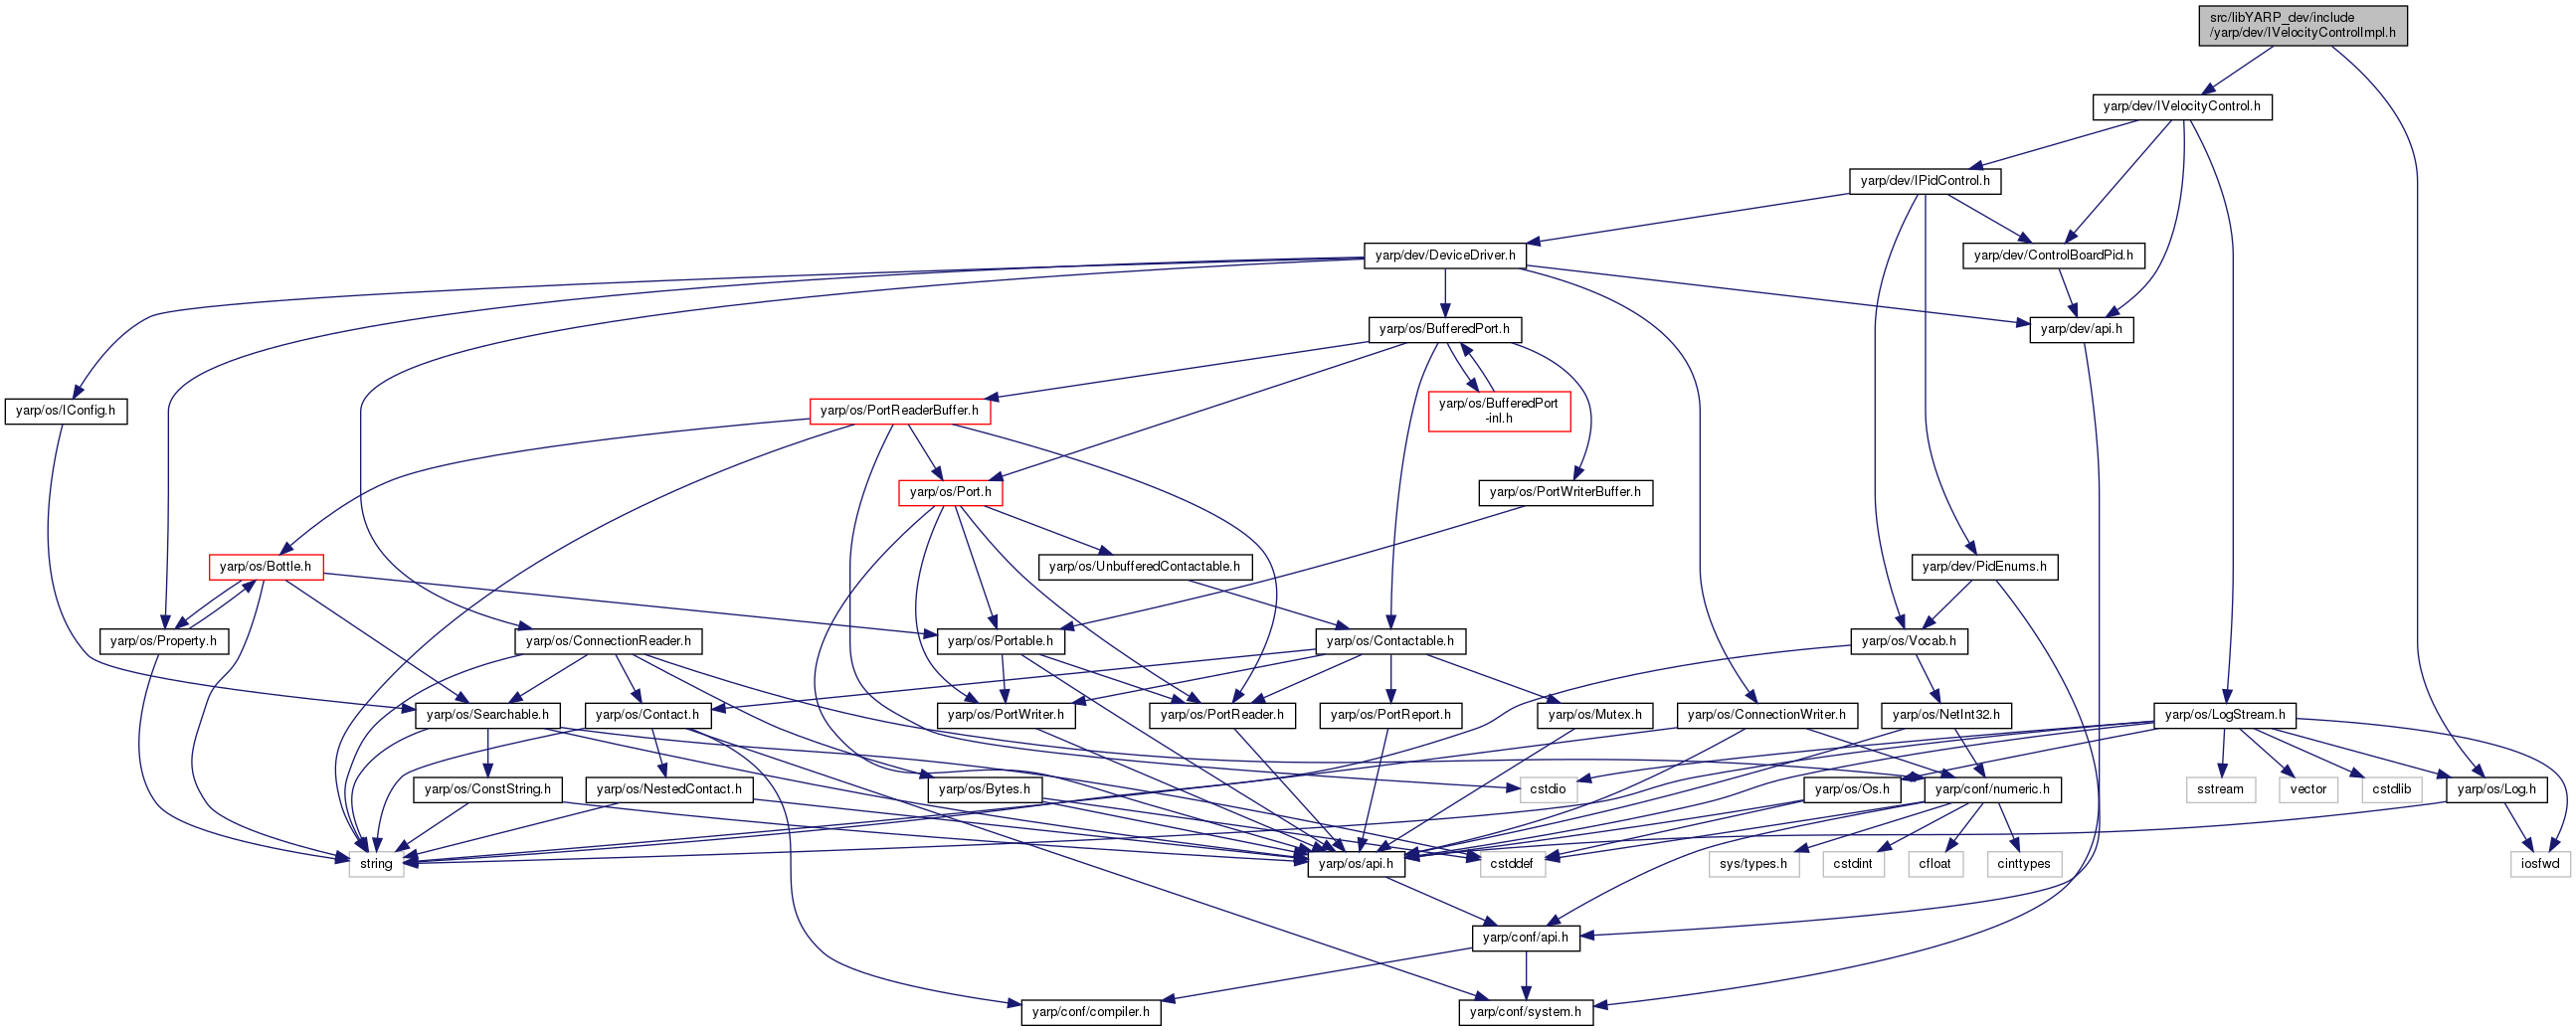 src/libYARP_dev/include
/yarp/dev/IVelocityControlImpl.h
yarp/dev/IVelocityControl.h
yarp/dev/IPidControl.h
yarp/dev/DeviceDriver.h
yarp/dev/ControlBoardPid.h
yarp/os/BufferedPort.h
yarp/dev/api.h
yarp/os/IConfig.h
yarp/os/PortReaderBuffer.h
yarp/os/BufferedPort
-inl.h
yarp/os/Port.h
yarp/os/PortWriterBuffer.h
yarp/os/Bottle.h
yarp/os/UnbufferedContactable.h
yarp/dev/PidEnums.h
yarp/os/Property.h
yarp/os/ConnectionReader.h
yarp/os/Portable.h
yarp/os/Contactable.h
yarp/os/Vocab.h
yarp/os/Searchable.h
yarp/os/Contact.h
yarp/os/PortWriter.h
yarp/os/PortReader.h
yarp/os/PortReport.h
yarp/os/Mutex.h
yarp/os/ConnectionWriter.h
yarp/os/NetInt32.h
yarp/os/LogStream.h
yarp/os/ConstString.h
yarp/os/NestedContact.h
yarp/os/Bytes.h
cstdio
yarp/os/Os.h
yarp/conf/numeric.h
sstream
vector
cstdlib
yarp/os/Log.h
string
yarp/os/api.h
cstddef
sys/types.h
cstdint
cfloat
cinttypes
iosfwd
yarp/conf/api.h
yarp/conf/compiler.h
yarp/conf/system.h